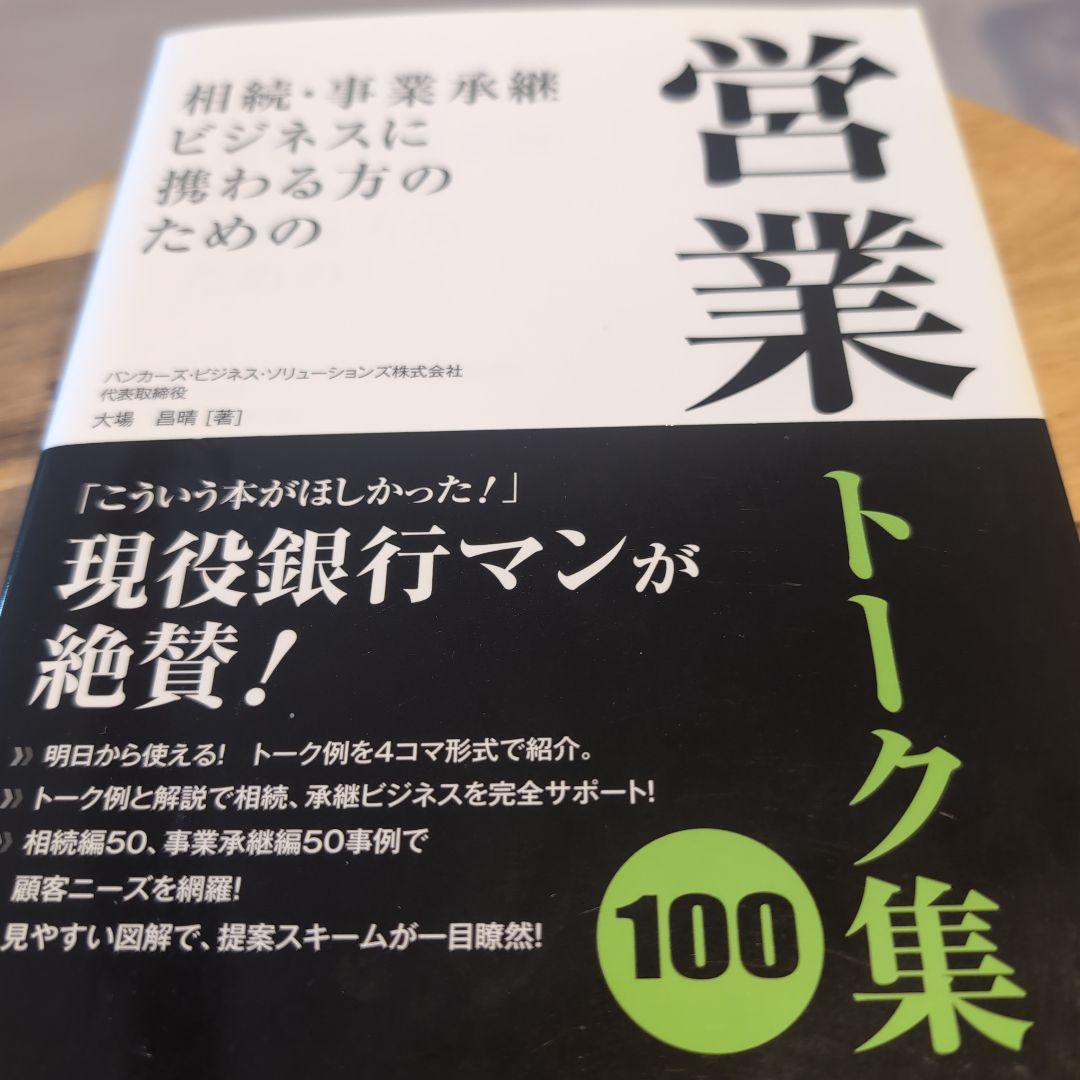 相続・事業承継
ビジネスに
携わる方の
ための
営業
トーク集
100
バンカーズ・ビジネス・ソリューションズ株式会社
代表取締役
大場 昌晴 [著]
「こういう本がほしかった!」
現役銀行マンが
絶賛!
》 明日から使える! トーク例を4コマ形式で紹介。
》 トーク例と解説で相続、承継ビジネスを完全サポート!
》 相続編50、事業承継編50事例で
顧客ニーズを網羅!
見やすい図解で、提案スキームが一目瞭然!